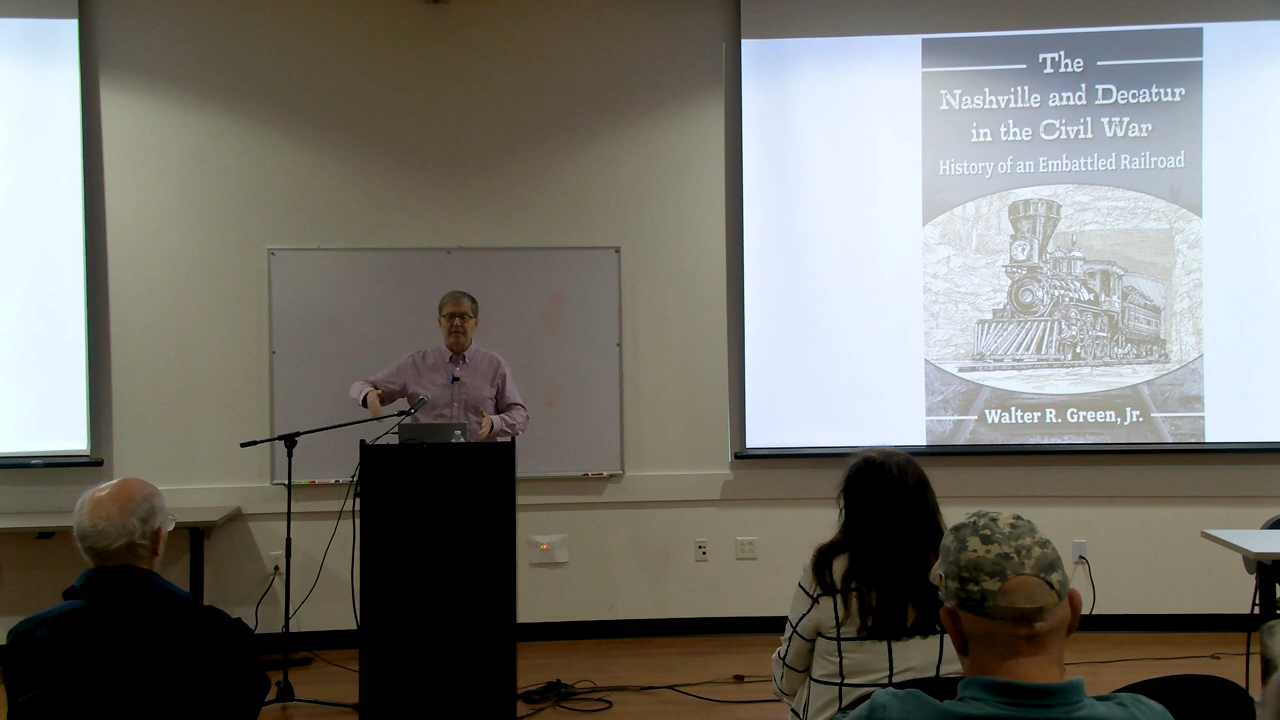 The
Nashville and Decatur
in the Civil War
History of an Embattled Railroad
Walter R. Green, Jr.